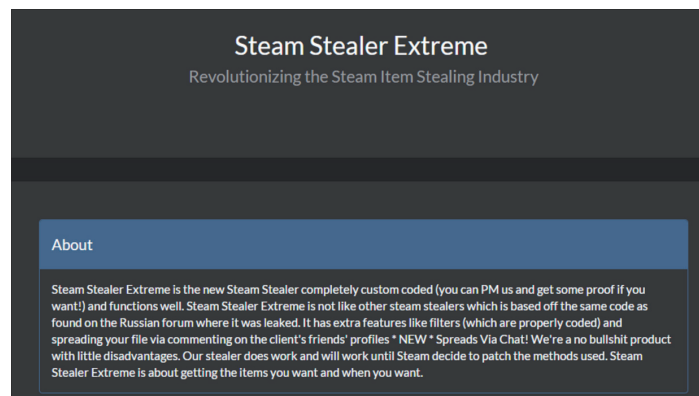 Steam Stealer Extreme
Revolutionizing the Steam Item Stealing Industry
About
Steam Stealer Extreme is the new Steam Stealer completely custom coded (you can PM us and get some proof if you
want!) and functions well. Steam Stealer Extreme is not like other steam stealers which is based off the same code as
found on the Russian forum where it was leaked. It has extra features like filters (which are properly coded) and
spreading your file via commenting on the client's friends' profiles * NEW * Spreads Via Chat! We're a no bullshit product
with little disadvantages. Our stealer does work and will work until Steam decide to patch the methods used. Steam
Stealer Extreme is about getting the items you want and when you want.